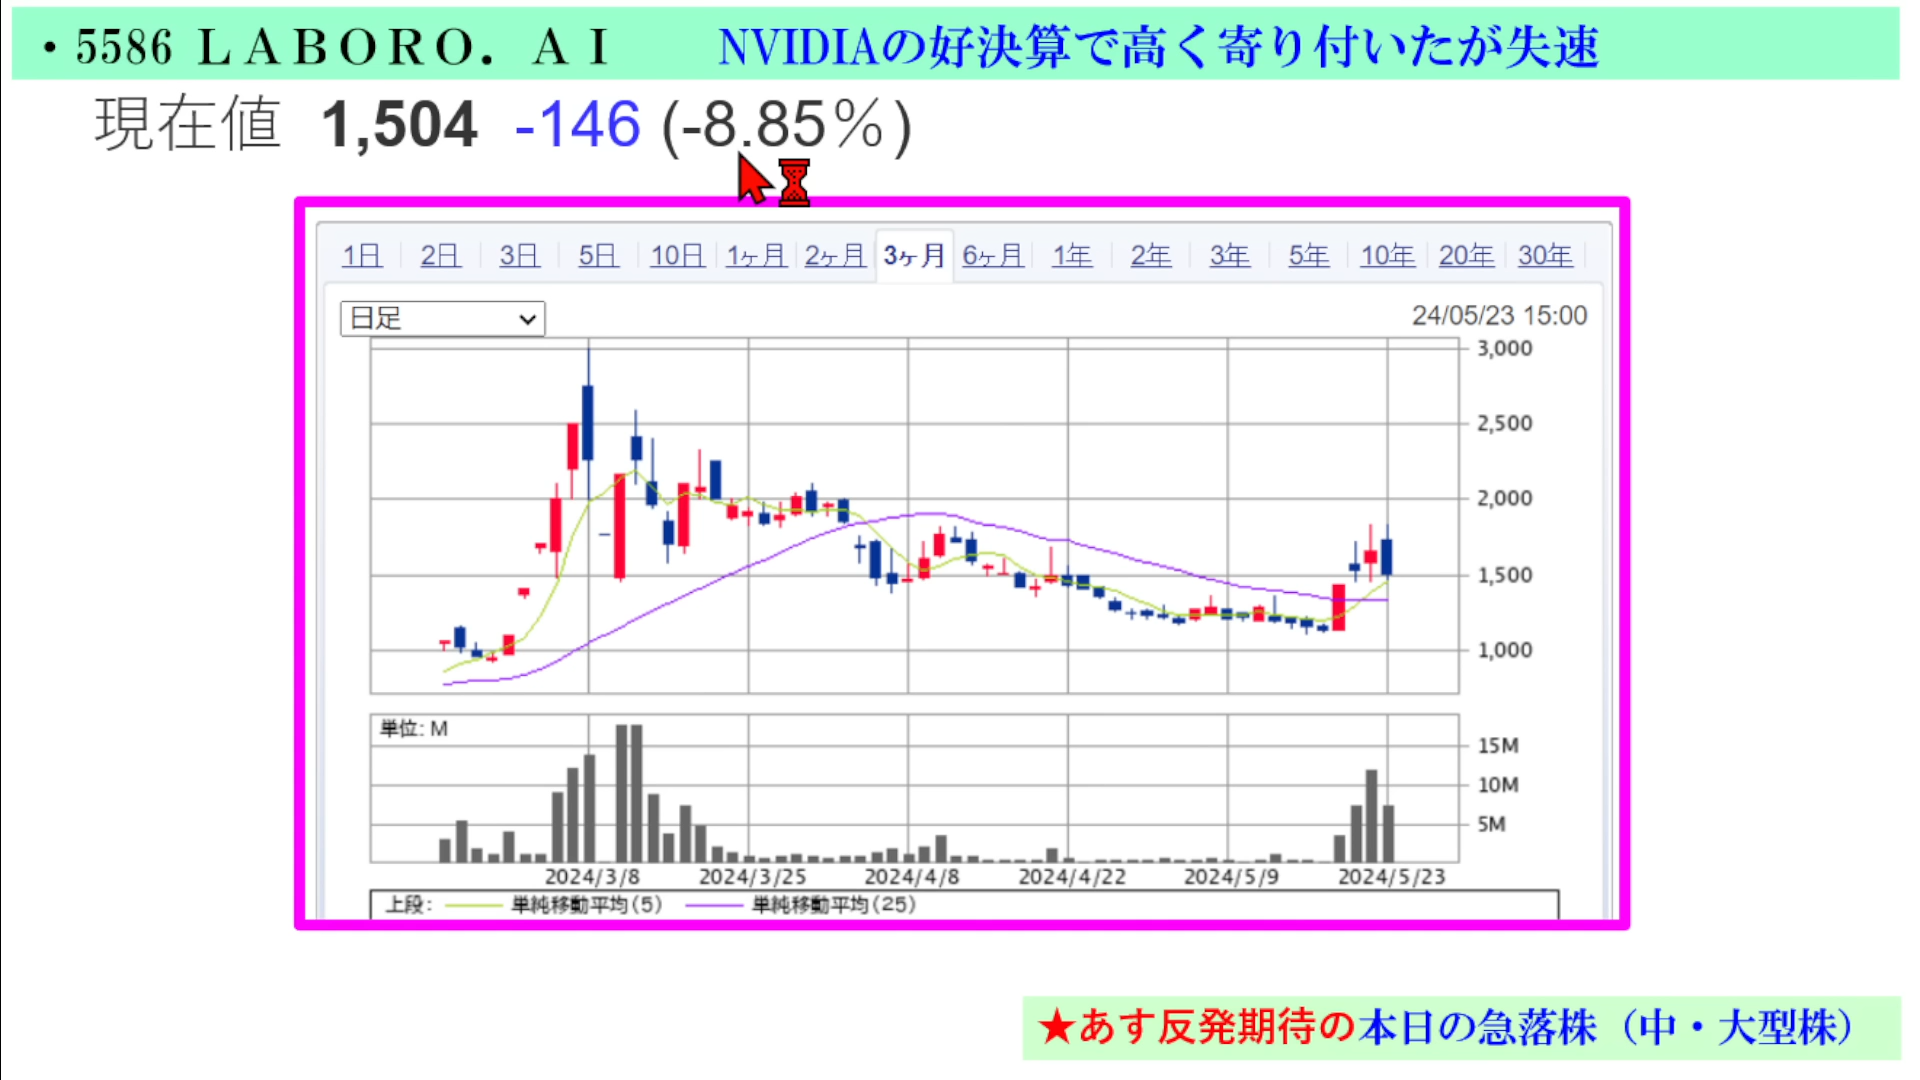 ・5586 ＬＡＢＯＲＯ．ＡＩ　NVIDIAの好決算で高く寄り付いたが失速
現在値 1,504 -146 (-8.85％)
1日 2日 3日 5日 10日 1ヶ月 2ヶ月 3ヶ月 6ヶ月 1年 2年 3年 5年 10年 20年 30年
日足 24/05/23 15:00
3,000
2,500
2,000
1,500
1,000
単位: M
15M
10M
5M
2024/3/8 2024/3/25 2024/4/8 2024/4/22 2024/5/9 2024/5/23
上段: 単純移動平均(5) 単純移動平均(25)
★あす反発期待の本日の急落株（中・大型株）